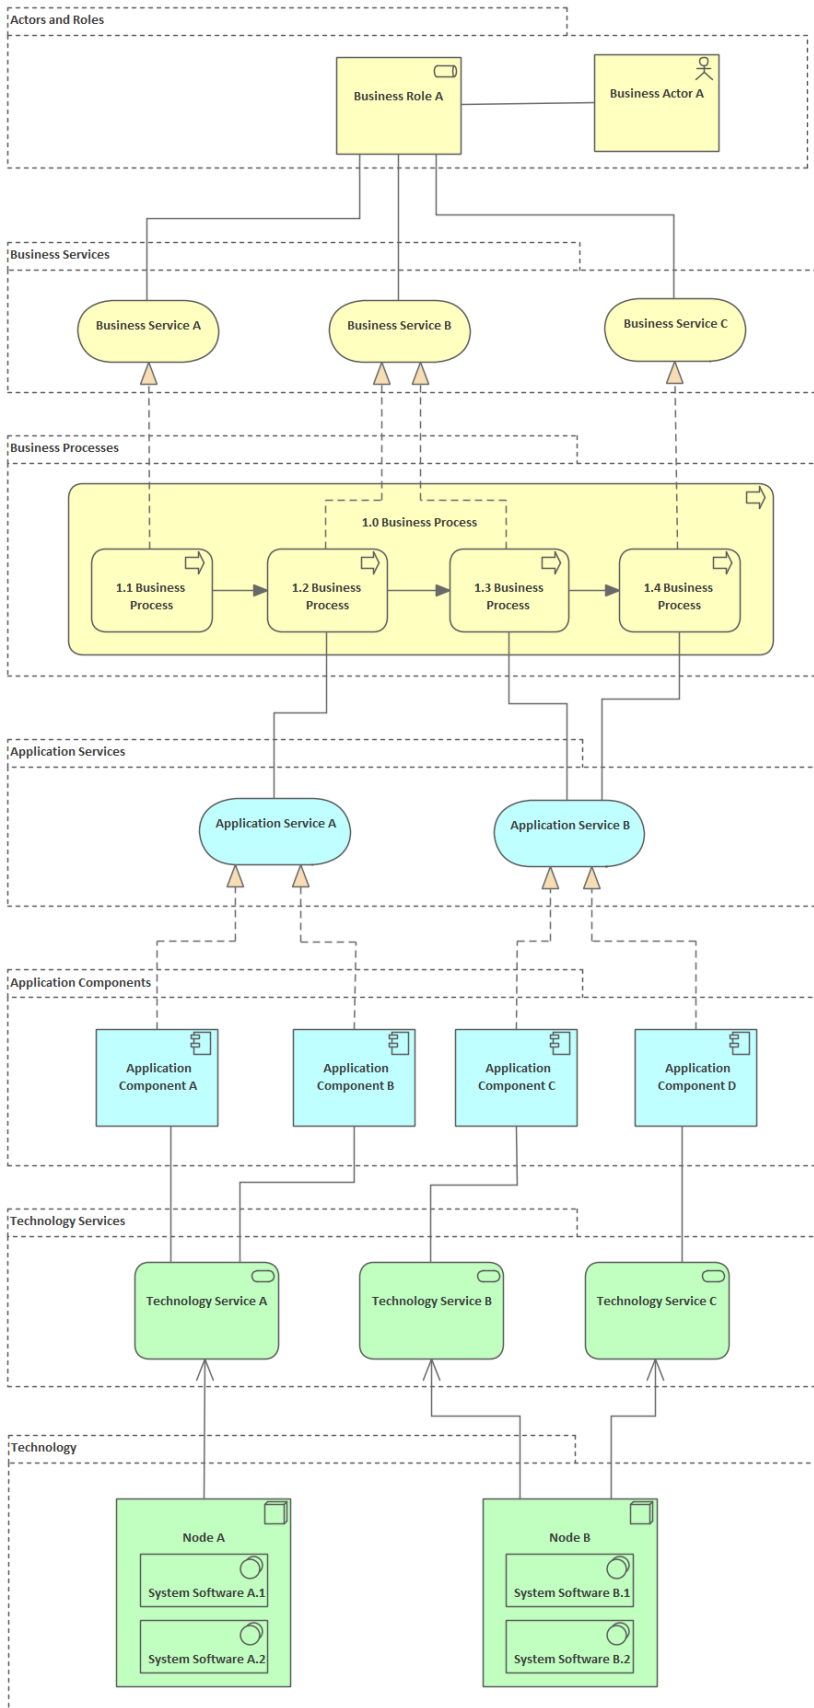 Actors and Roles
Business Role A
Business Actor A
Business Services
Business Service A
Business Service B
Business Service C
Business Processes
1.0 Business Process
1.1 Business
Process
1.2 Business
Process
1.3 Business
Process
1.4 Business
Process
Application Services
Application Service A
Application Service B
Application Components
Application
Component A
Application
Component B
Application
Component C
Application
Component D
Technology Services
Technology Service A
Technology Service B
Technology Service C
Technology
Node A
System Software A.1
System Software A.2
Node B
System Software B.1
System Software B.2